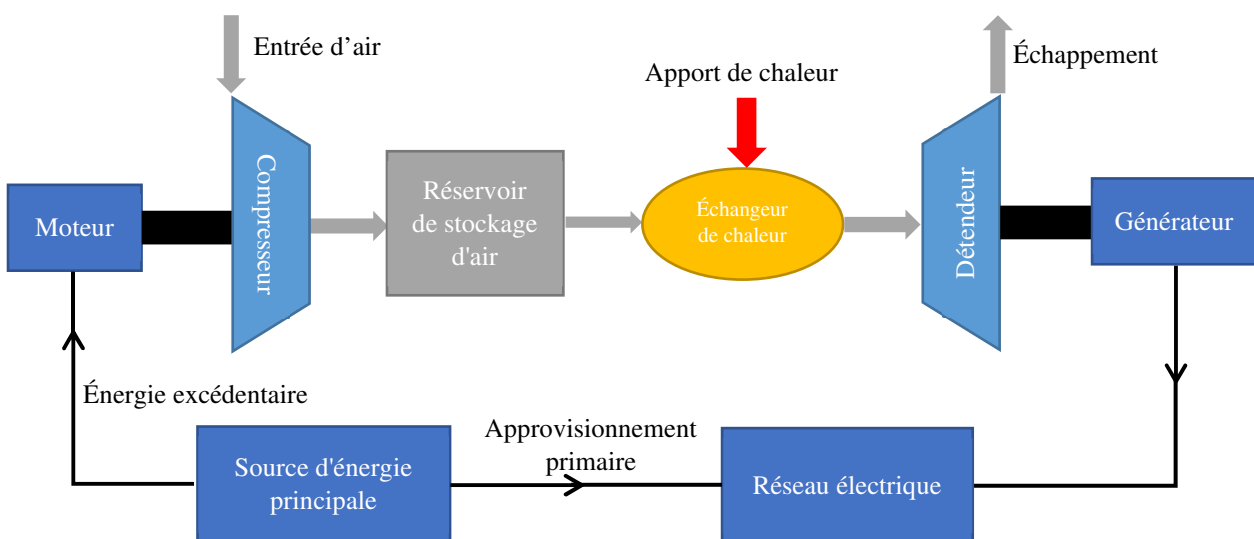 Entrée d’air
Échappement
Apport de chaleur
Compresseur
Réservoir
de stockage
d'air
Échangeur
de chaleur
Détendeur
Moteur
Générateur
Énergie excédentaire
Approvisionnement
primaire
Source d'énergie
principale
Réseau électrique